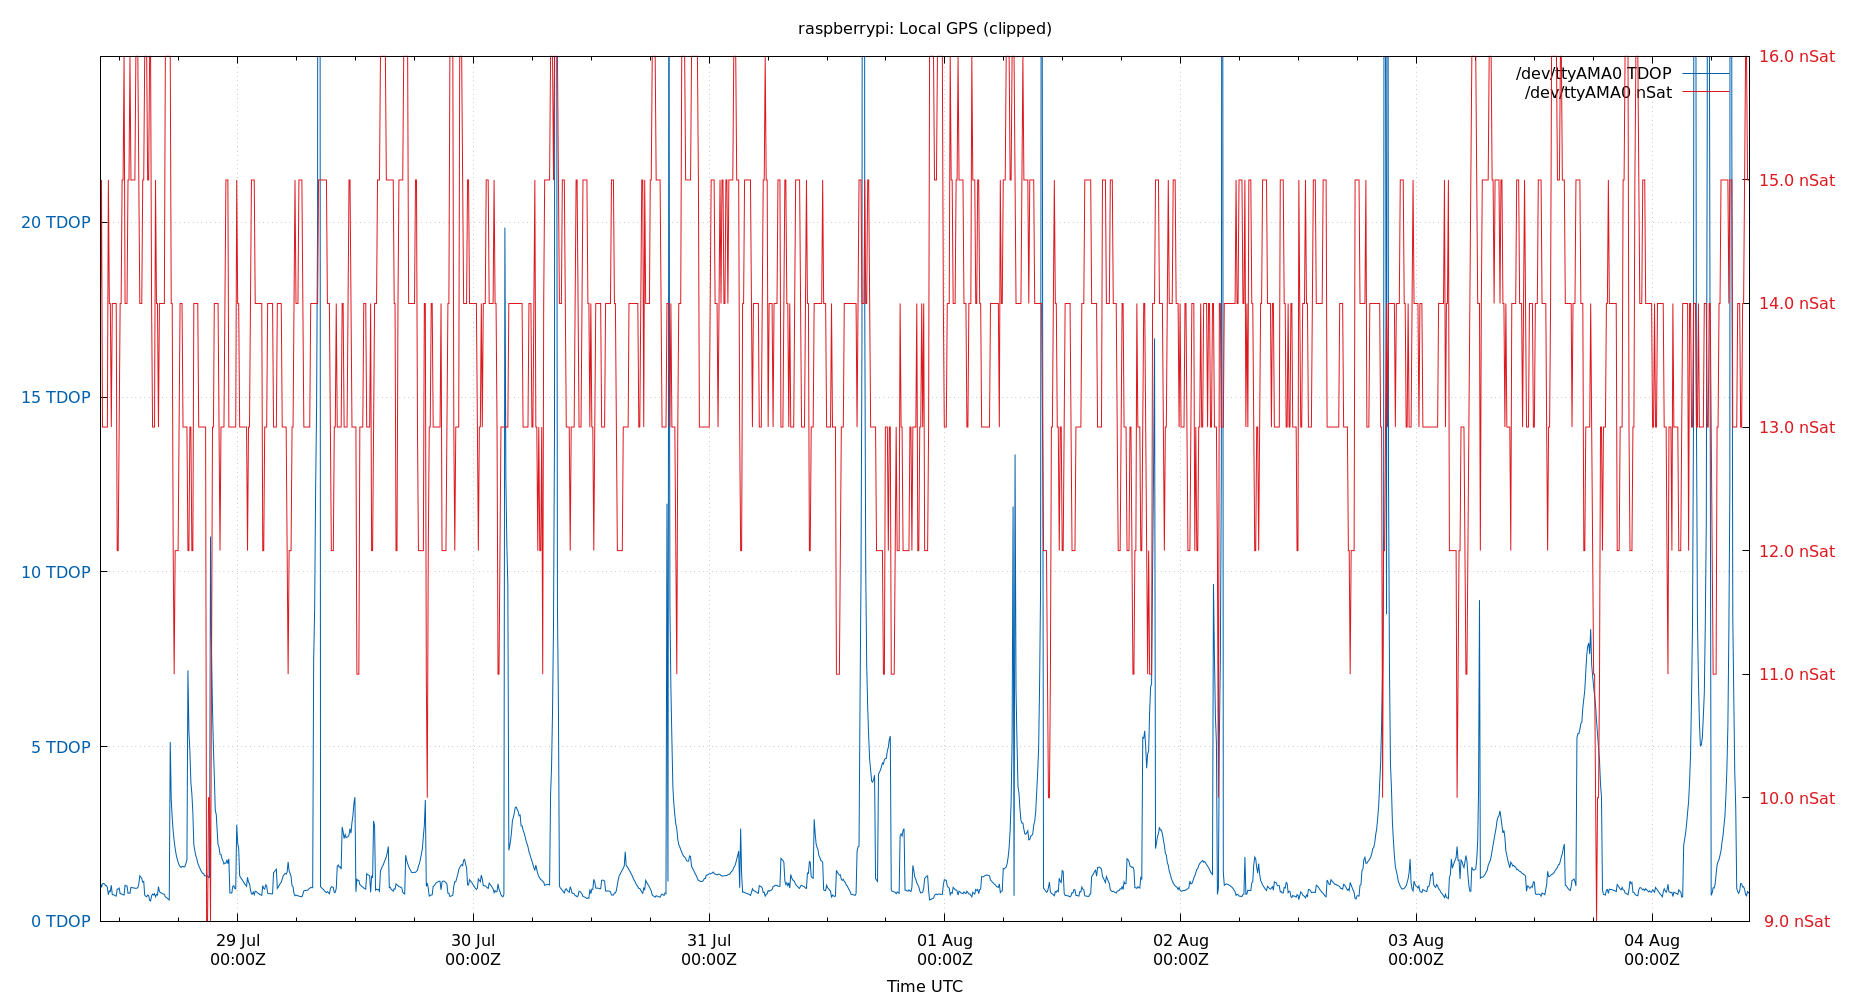 raspberrypi: Local GPS (clipped)
/dev/ttyAMA0 TDOP
/dev/ttyAMA0 nSat
20 TDOP
15 TDOP
10 TDOP
5 TDOP
0 TDOP
16.0 nSat
15.0 nSat
14.0 nSat
13.0 nSat
12.0 nSat
11.0 nSat
10.0 nSat
9.0 nSat
29 Jul
00:00Z
30 Jul
00:00Z
31 Jul
00:00Z
01 Aug
00:00Z
02 Aug
00:00Z
03 Aug
00:00Z
04 Aug
00:00Z
Time UTC